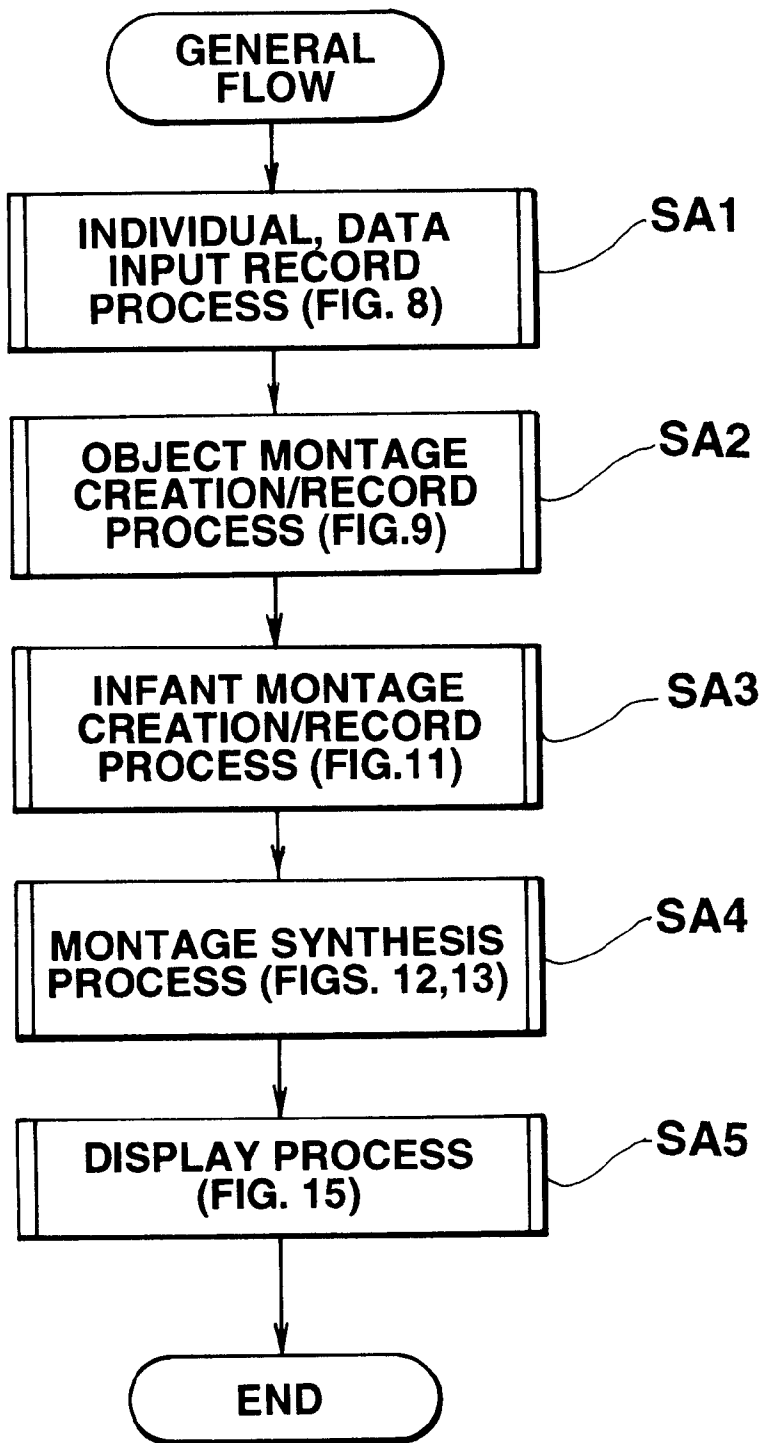 GENERAL
FLOW
INDIVIDUAL, DATA
INPUT RECORD
PROCESS (FIG. 8)
SA1
OBJECT MONTAGE
CREATION/RECORD
PROCESS (FIG.9)
SA2
INFANT MONTAGE
CREATION/RECORD
PROCESS (FIG.11)
SA3
MONTAGE SYNTHESIS
PROCESS (FIGS. 12,13)
SA4
DISPLAY PROCESS
(FIG. 15)
SA5
END